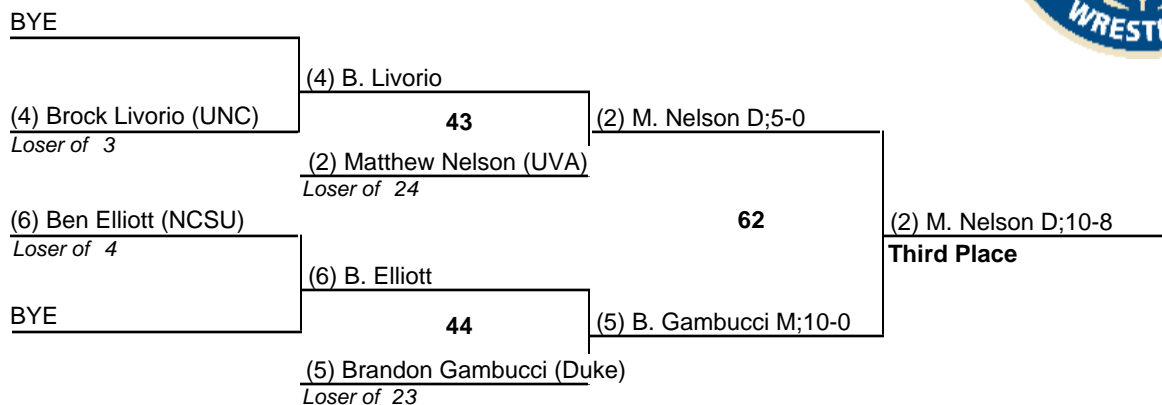 BYE
(4) B. Livorio
(4) Brock Livorio (UNC)
Loser of 3
43
(2) M. Nelson D;5-0
(2) Matthew Nelson (UVA)
Loser of 24
(6) Ben Elliott (NCSU)
Loser of 4
62
(2) M. Nelson D;10-8
Third Place
(6) B. Elliott
BYE
44
(5) B. Gambucci M;10-0
(5) Brandon Gambucci (Duke)
Loser of 23